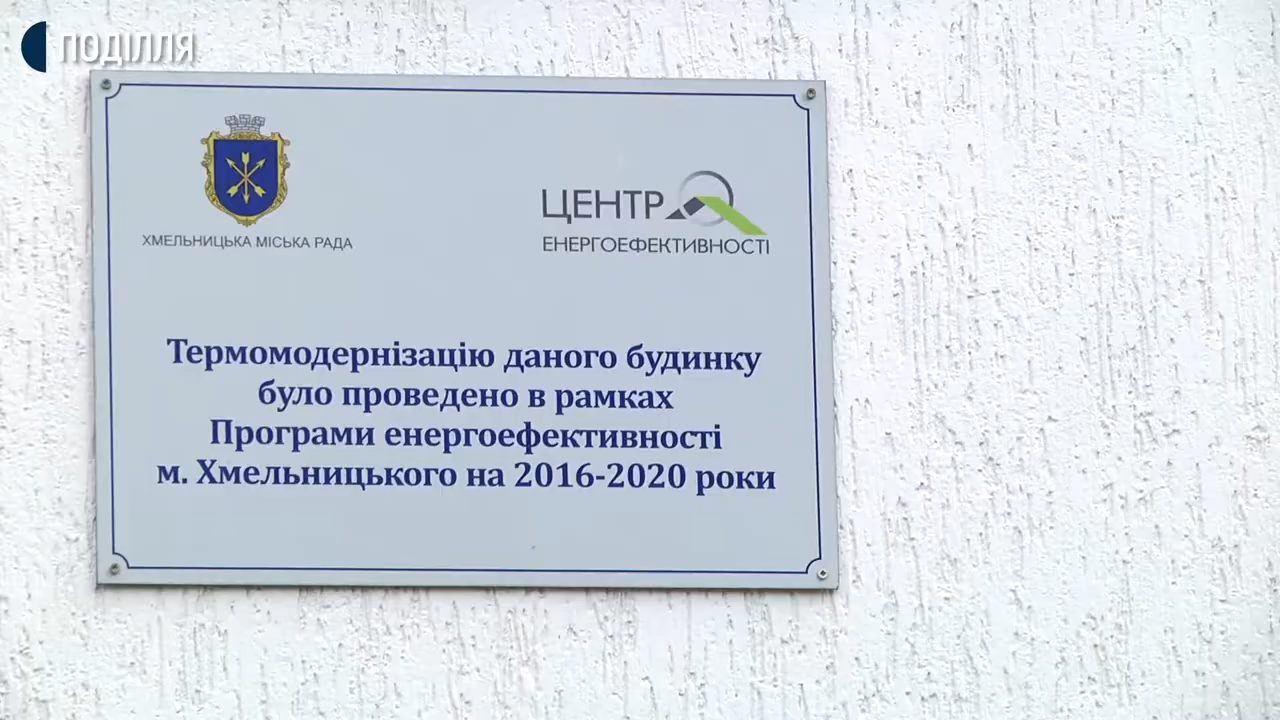 ПОДІЛЛЯ
ХМЕЛЬНИЦЬКА МІСЬКА РАДА
ЦЕНТР
ЕНЕРГОЕФЕКТИВНОСТІ
Термомодернізацію даного будинку
було проведено в рамках
Програми енергоефективності
м. Хмельницького на 2016-2020 роки